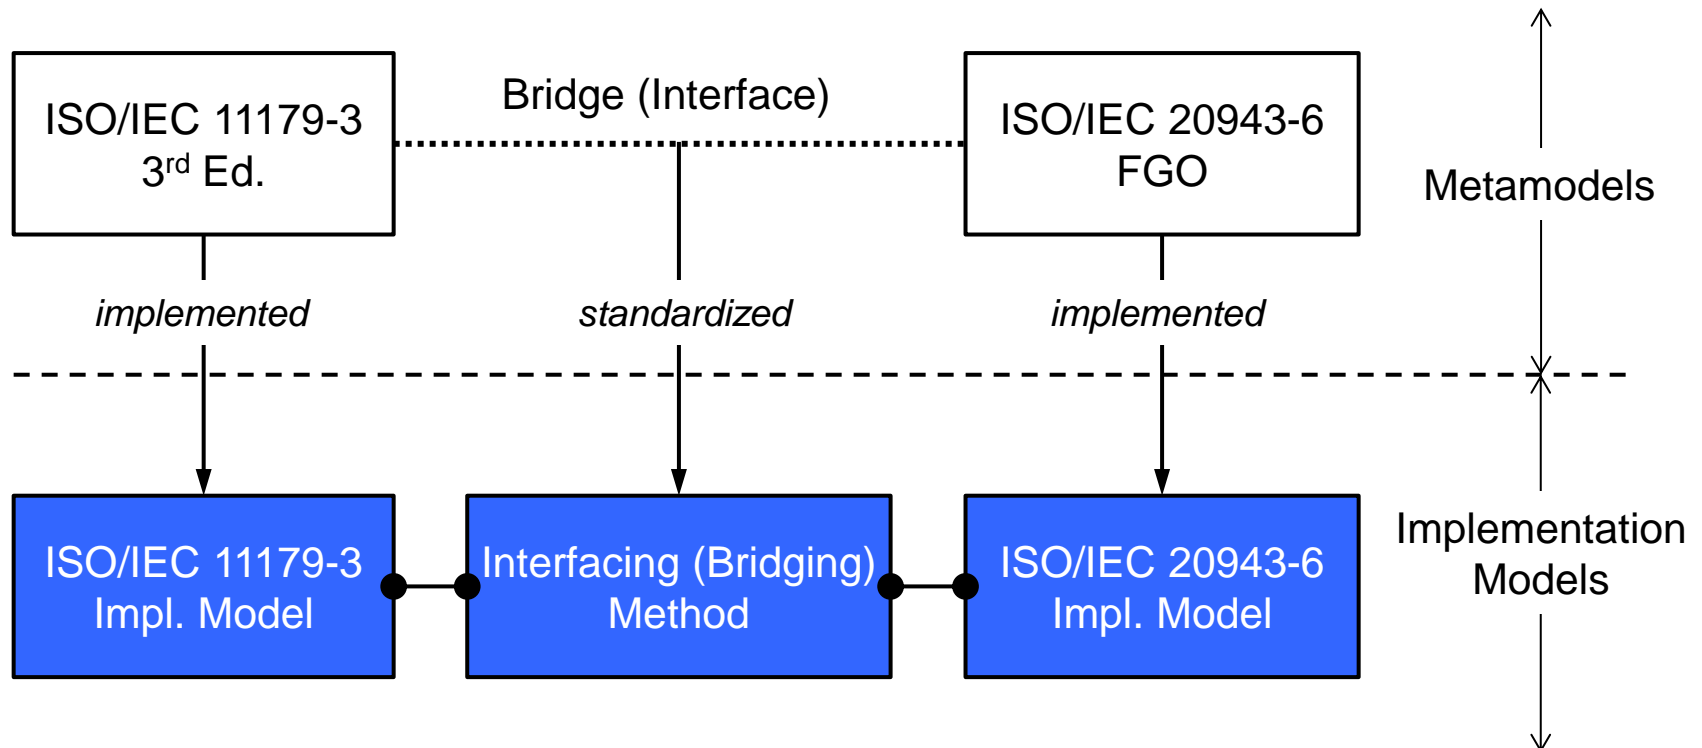 ISO/IEC 11179-3
3rd Ed.
Bridge (Interface)
ISO/IEC 20943-6
FGO
Metamodels
implemented
standardized
implemented
ISO/IEC 11179-3
Impl. Model
Interfacing (Bridging)
Method
ISO/IEC 20943-6
Impl. Model
Implementation
Models